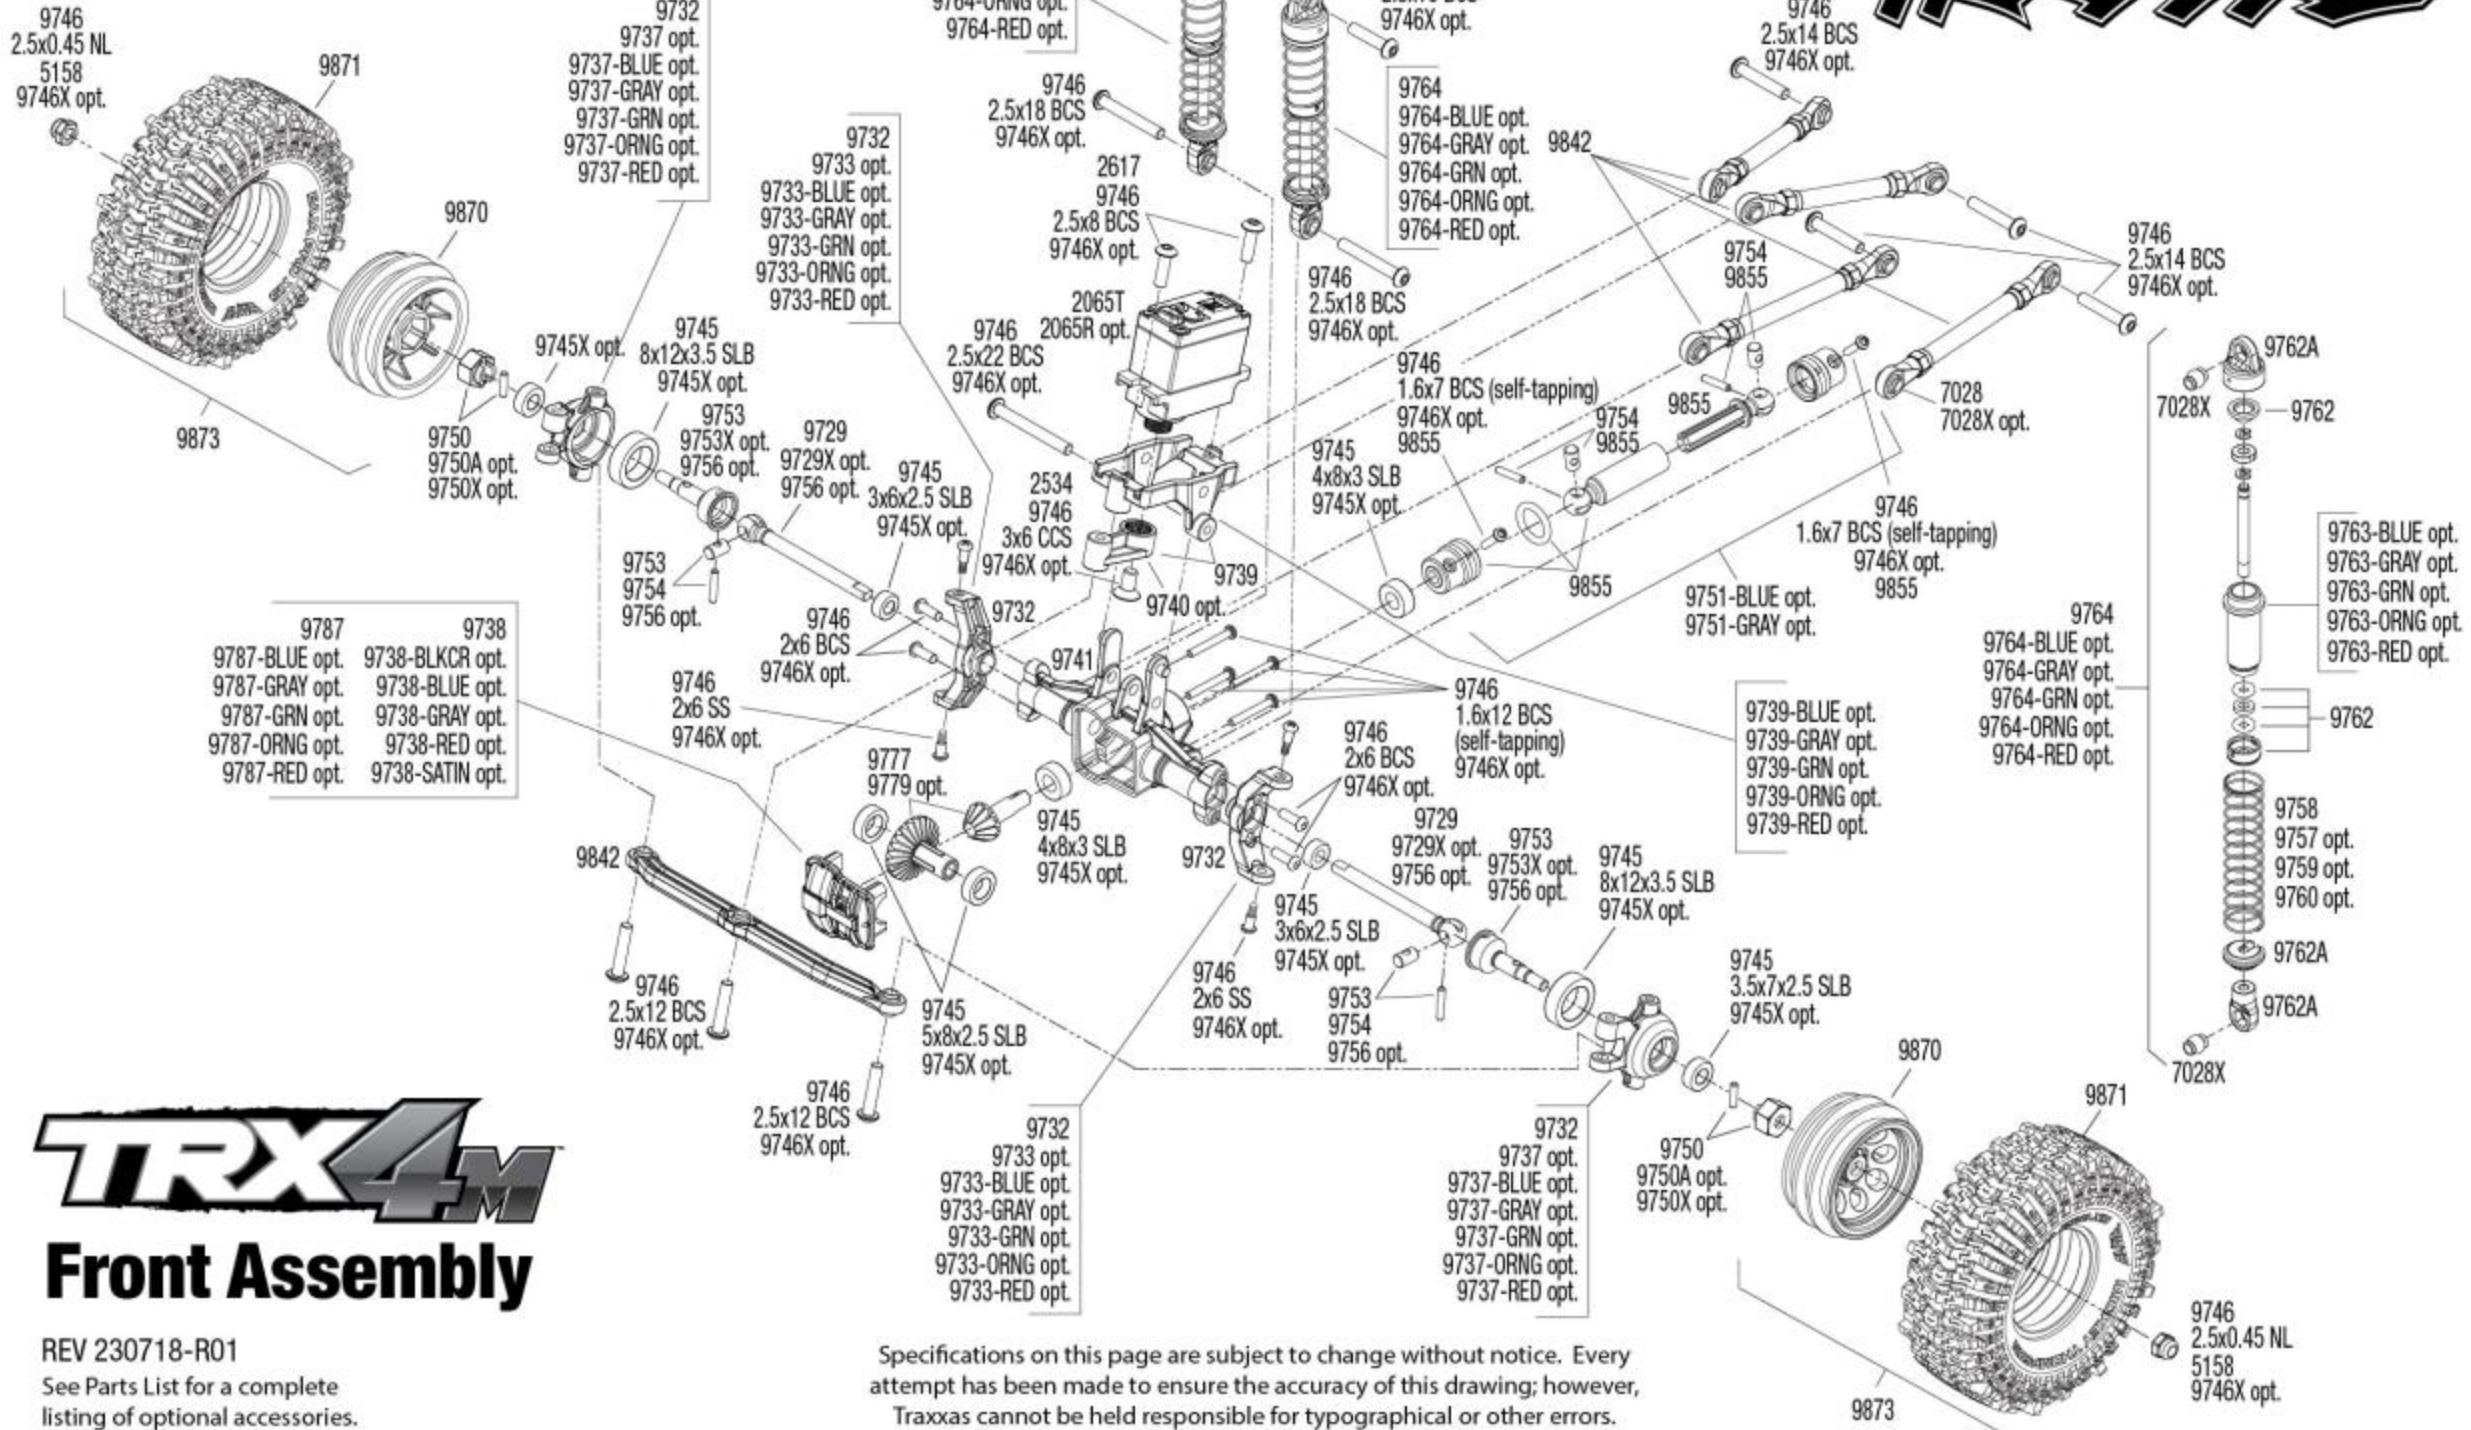 9746
2.5x0.45 NL
5158
9746X opt.
9871
9870
9873
9732
9737 opt.
9737-BLUE opt.
9737-GRAY opt.
9737-GRN opt.
9737-ORNG opt.
9737-RED opt.
9732
9733 opt.
9733-BLUE opt.
9733-GRAY opt.
9733-GRN opt.
9733-ORNG opt.
9733-RED opt.
9764-ORNG opt.
9764-RED opt.
9746X opt.
9746
2.5x14 BCS
9746X opt.
9746
2.5x18 BCS
9746X opt.
2617
9746
2.5x8 BCS
9746X opt.
2065T
2065R opt.
9764
9764-BLUE opt.
9764-GRAY opt.
9764-GRN opt.
9764-ORNG opt.
9764-RED opt.
9842
9746
2.5x18 BCS
9746X opt.
9754
9855
9746
2.5x14 BCS
9746X opt.
9745X opt.
9745
8x12x3.5 SLB
9745X opt.
9750
9750A opt.
9750X opt.
9753
9753X opt.
9756 opt.
9729
9729X opt.
9756 opt.
9745
3x6x2.5 SLB
9745X opt.
9746
2.5x22 BCS
9746X opt.
2534
9746
3x6 CCS
9746X opt.
9739
9740 opt.
9746
1.6x7 BCS (self-tapping)
9746X opt.
9855
9754
9855
9855
9745
4x8x3 SLB
9745X opt.
7028
7028X opt.
9746
1.6x7 BCS (self-tapping)
9746X opt.
9855
9855
9751-BLUE opt.
9751-GRAY opt.
9753
9754
9756 opt.
9732
9746
2x6 BCS
9746X opt.
9746
2x6 SS
9746X opt.
9741
9746
1.6x12 BCS
(self-tapping)
9746X opt.
9739-BLUE opt.
9739-GRAY opt.
9739-GRN opt.
9739-ORNG opt.
9739-RED opt.
9787
9787-BLUE opt.
9787-GRAY opt.
9787-GRN opt.
9787-ORNG opt.
9787-RED opt.
9738
9738-BLKCR opt.
9738-BLUE opt.
9738-GRAY opt.
9738-RED opt.
9738-SATIN opt.
9777
9779 opt.
9745
4x8x3 SLB
9745X opt.
9746
2x6 BCS
9746X opt.
9732
9729
9729X opt.
9756 opt.
9753
9753X opt.
9756 opt.
9745
8x12x3.5 SLB
9745X opt.
9745
3x6x2.5 SLB
9745X opt.
9746
2x6 SS
9746X opt.
9753
9754
9756 opt.
9745
3.5x7x2.5 SLB
9745X opt.
9842
9746
2.5x12 BCS
9746X opt.
9745
5x8x2.5 SLB
9745X opt.
9746
2.5x12 BCS
9746X opt.
9762A
7028X
9762
9763-BLUE opt.
9763-GRAY opt.
9763-GRN opt.
9763-ORNG opt.
9763-RED opt.
9764
9764-BLUE opt.
9764-GRAY opt.
9764-GRN opt.
9764-ORNG opt.
9764-RED opt.
9762
9758
9757 opt.
9759 opt.
9760 opt.
9762A
9762A
7028X
9732
9733 opt.
9733-BLUE opt.
9733-GRAY opt.
9733-GRN opt.
9733-ORNG opt.
9733-RED opt.
9732
9737 opt.
9737-BLUE opt.
9737-GRAY opt.
9737-GRN opt.
9737-ORNG opt.
9737-RED opt.
9750
9750A opt.
9750X opt.
9870
9871
9873
9746
2.5x0.45 NL
5158
9746X opt.
TRX4M
Front Assembly
REV 230718-R01
See Parts List for a complete
listing of optional accessories.
Specifications on this page are subject to change without notice. Every
attempt has been made to ensure the accuracy of this drawing; however,
Traxxas cannot be held responsible for typographical or other errors.